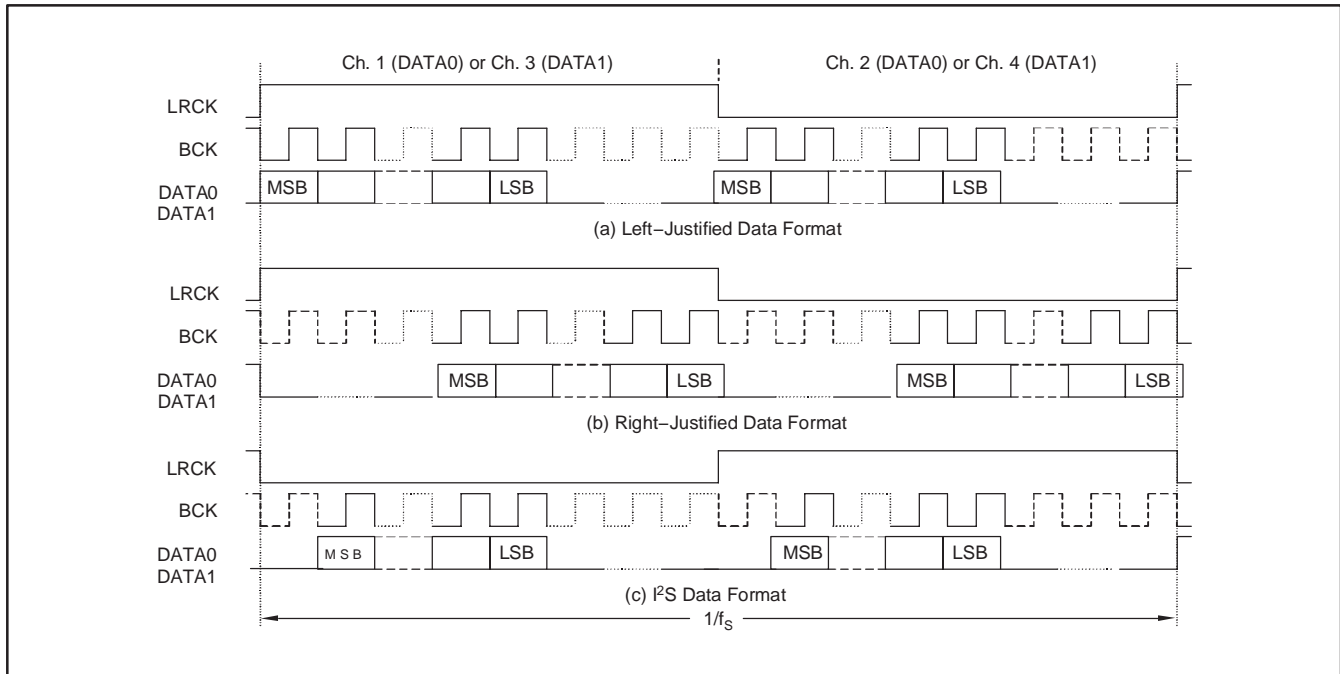 Ch. 1 (DATA0) or Ch. 3 (DATA1) Ch. 2 (DATA0) or Ch. 4 (DATA1)
LRCK
BCK
DATA0 MSB LSB MSB LSB
DATA1
(a) Left−Justified Data Format
LRCK
BCK
DATA0 MSB LSB MSB LSB
DATA1
(b) Right−Justified Data Format
LRCK
BCK
DATA0 M S B LSB MSB LSB
DATA1
(c) I²S Data Format
1/fS